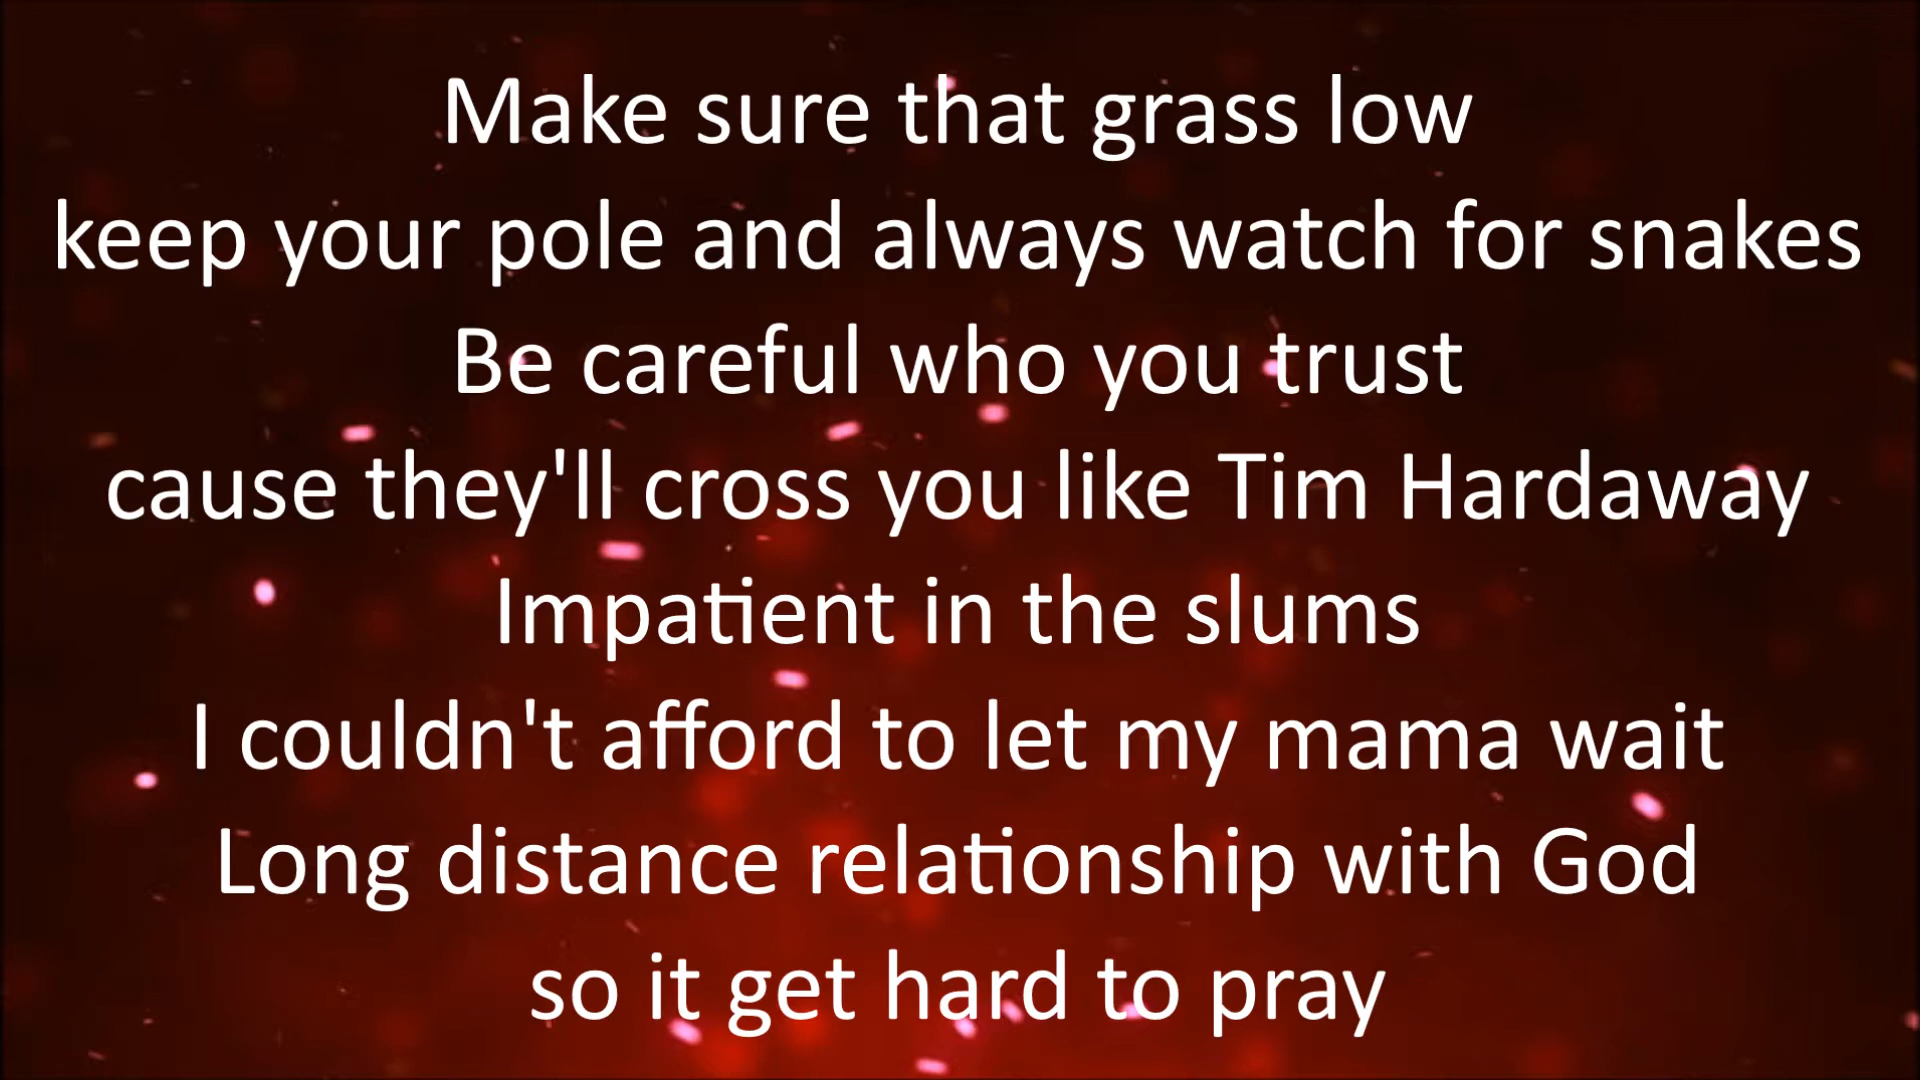 Make sure that grass low
keep your pole and always watch for snakes
Be careful who you trust
cause they'll cross you like Tim Hardaway
Impatient in the slums
I couldn't afford to let my mama wait
Long distance relationship with God
so it get hard to pray